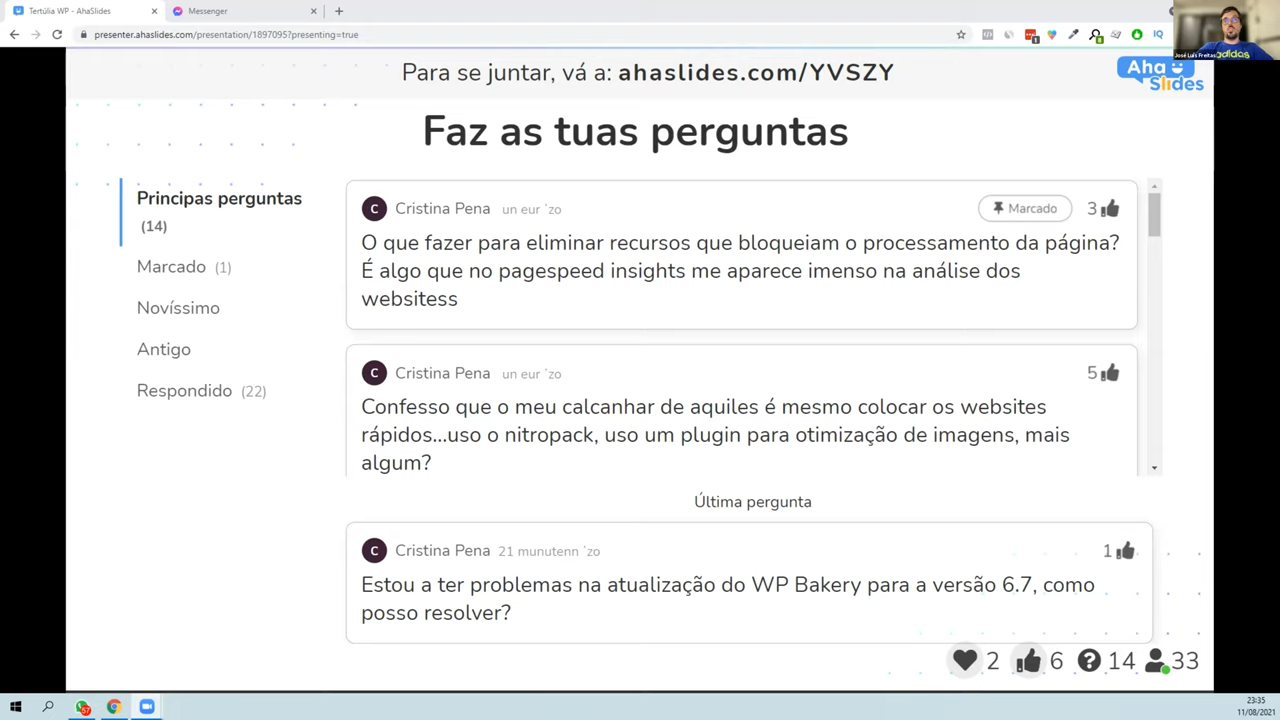 Tertúlia WP - AhaSlides
Messenger
presenter.ahaslides.com/presentation/1897095?presenting=true
José Luís Freitas
adidas
Para se juntar, vá a: ahaslides.com/YVSZY
Aha Slides
Faz as tuas perguntas
Principas perguntas
(14)
Marcado (1)
Novíssimo
Antigo
Respondido (22)
C Cristina Pena un eur ’zo Marcado 3
O que fazer para eliminar recursos que bloqueiam o processamento da página?
É algo que no pagespeed insights me aparece imenso na análise dos
websitess
C Cristina Pena un eur ’zo 5
Confesso que o meu calcanhar de aquiles é mesmo colocar os websites
rápidos...uso o nitropack, uso um plugin para otimização de imagens, mais
algum?
Última pergunta
C Cristina Pena 21 munutenn ’zo 1
Estou a ter problemas na atualização do WP Bakery para a versão 6.7, como
posso resolver?
2 6 14 33
23:35
11/08/2021